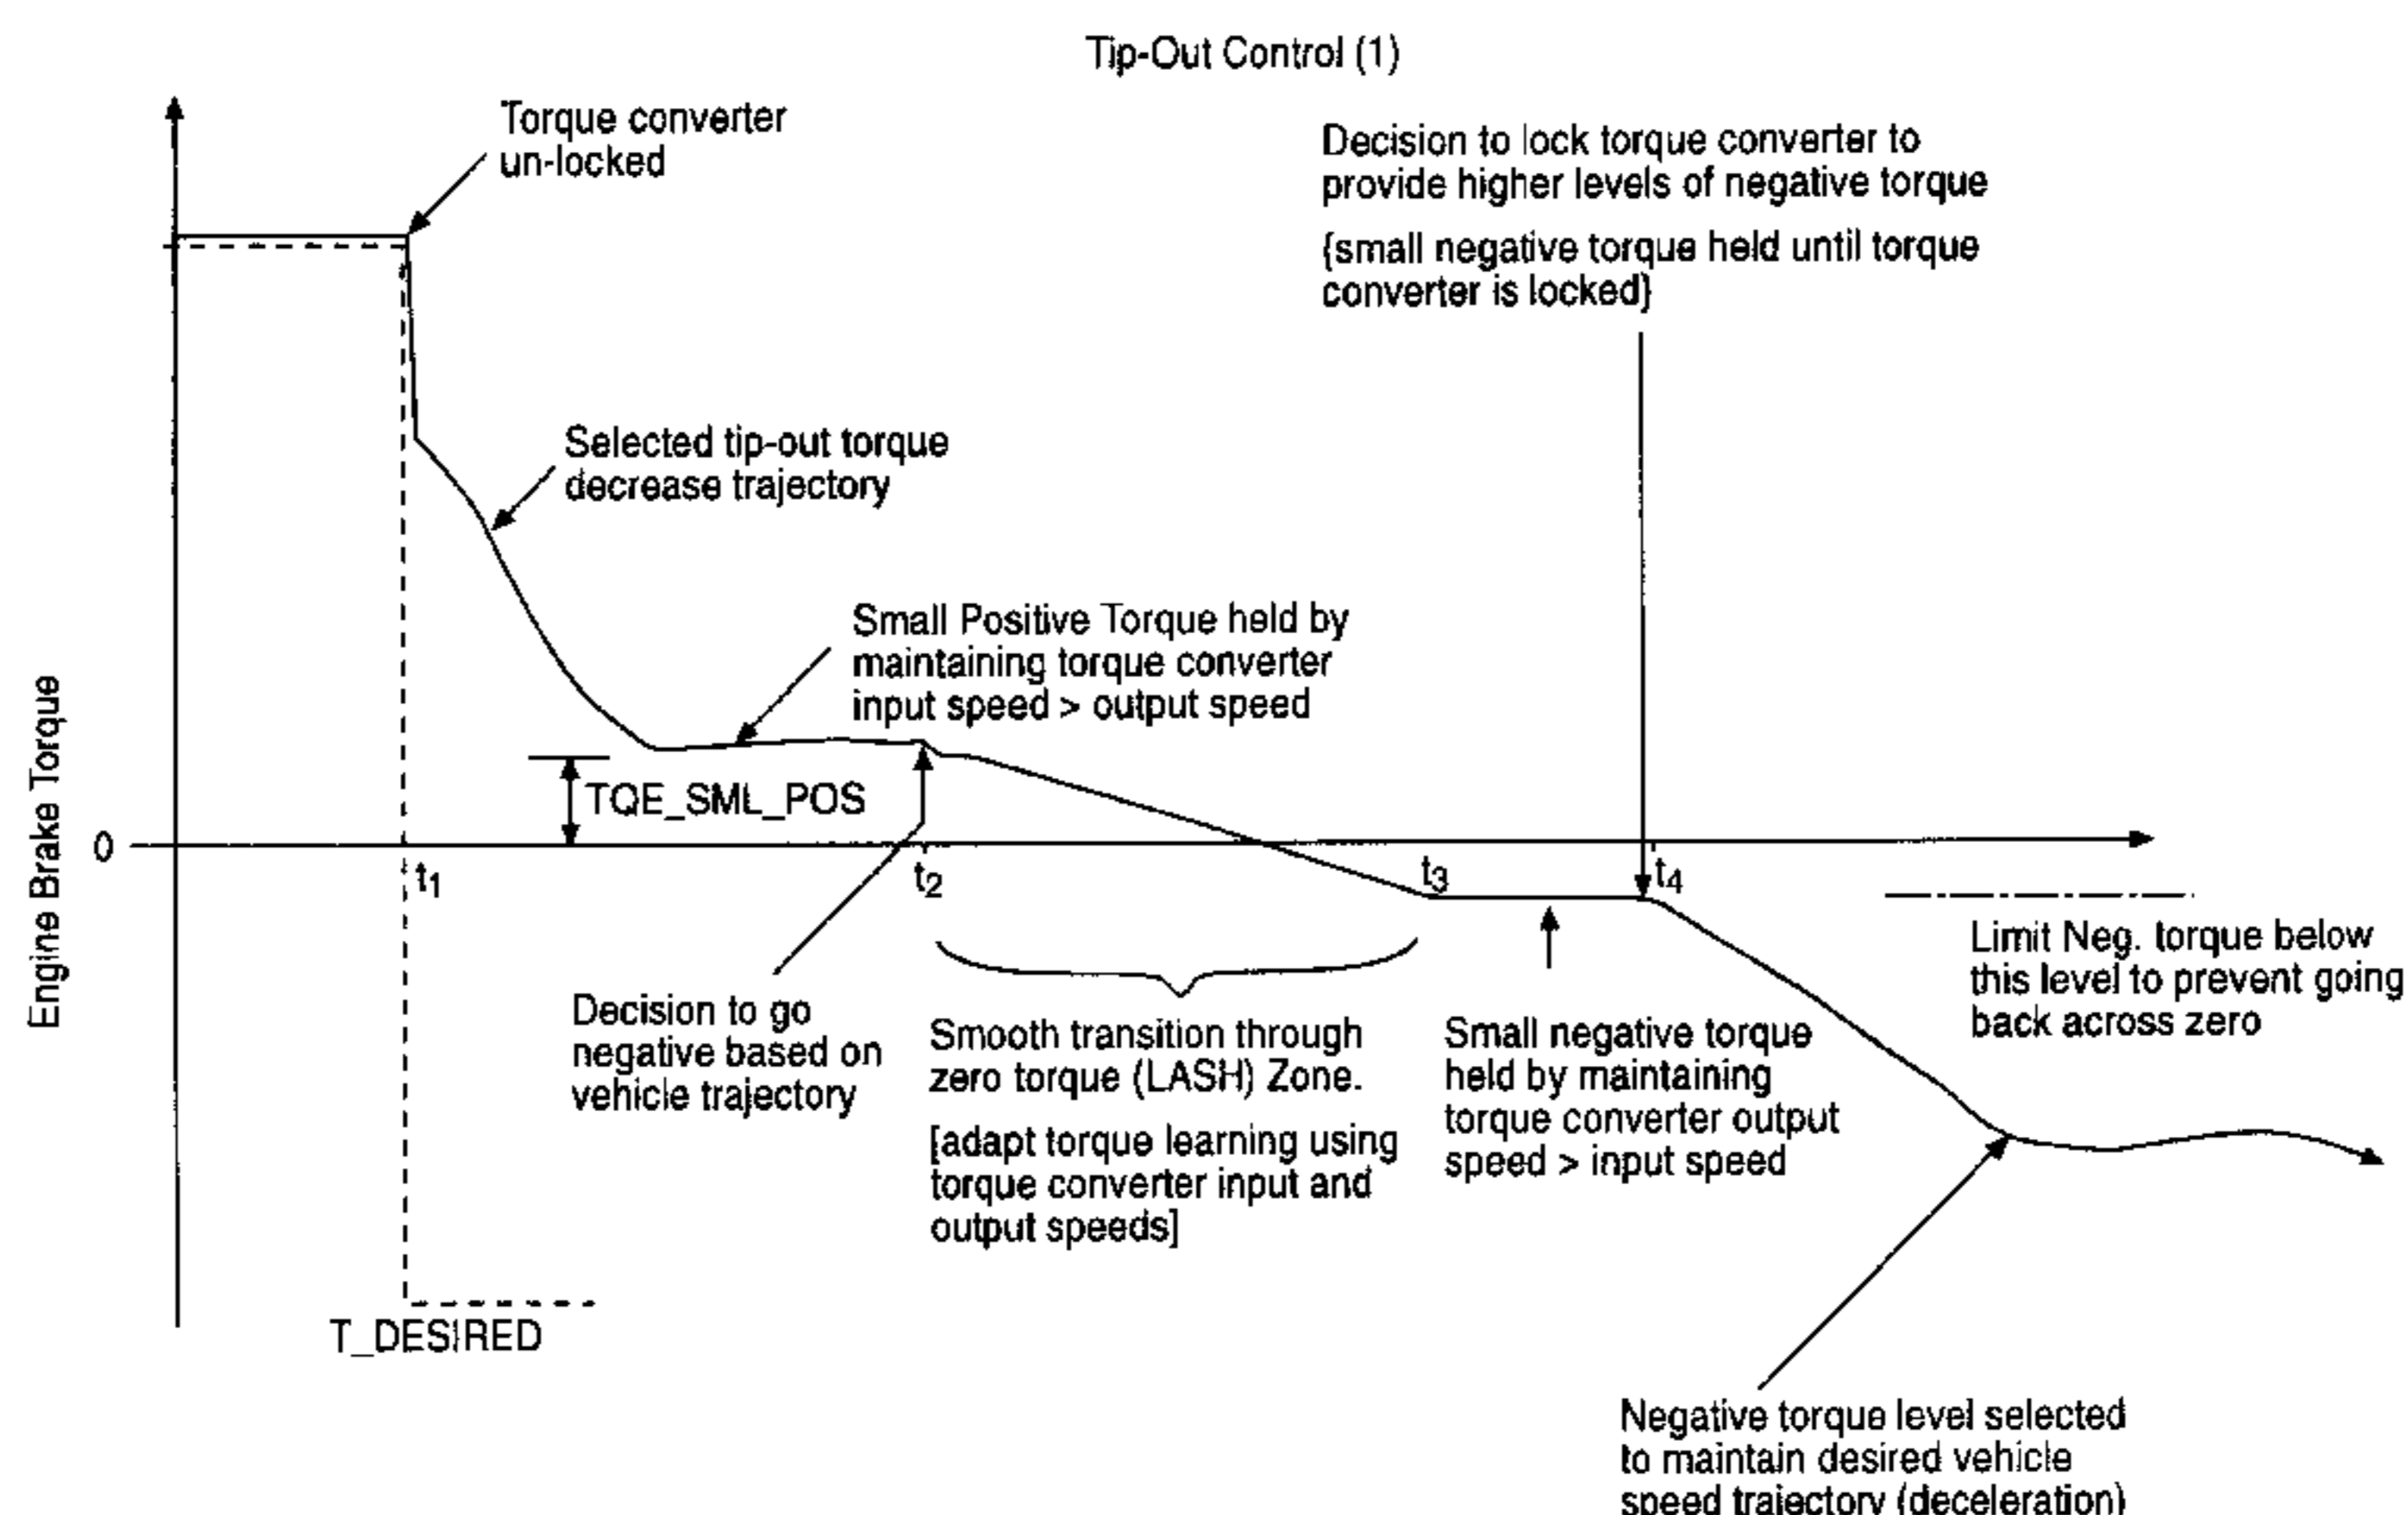 Tip-Out Control (1)
Torque converter
un-locked
Decision to lock torque converter to
provide higher levels of negative torque
{small negative torque held until torque
converter is locked}
Selected tip-out torque
decrease trajectory
Small Positive Torque held by
maintaining torque converter
input speed > output speed
Engine Brake Torque
TQE_SML_POS
0
t1
t2
t3
t4
Limit Neg. torque below
this level to prevent going
back across zero
Decision to go
negative based on
vehicle trajectory
Smooth transition through
zero torque (LASH) Zone.
[adapt torque learning using
torque converter input and
output speeds]
Small negative torque
held by maintaining
torque converter output
speed > input speed
T_DESIRED
Negative torque level selected
to maintain desired vehicle
speed trajectory (deceleration)